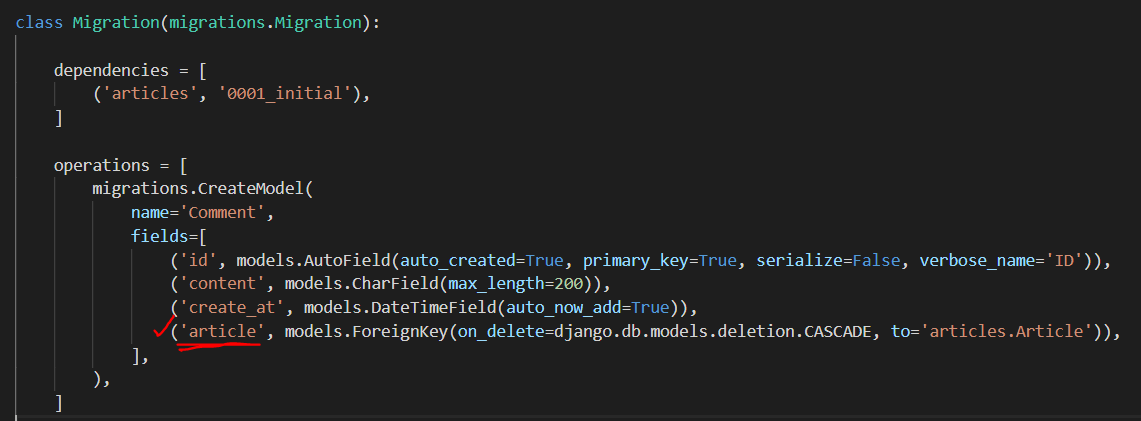 class Migration(migrations.Migration):
dependencies = [
('articles', '0001_initial'),
]
operations = [
migrations.CreateModel(
name='Comment',
fields=[
('id', models.AutoField(auto_created=True, primary_key=True, serialize=False, verbose_name='ID')),
('content', models.CharField(max_length=200)),
('create_at', models.DateTimeField(auto_now_add=True)),
('article', models.ForeignKey(on_delete=django.db.models.deletion.CASCADE, to='articles.Article')),
],
),
]